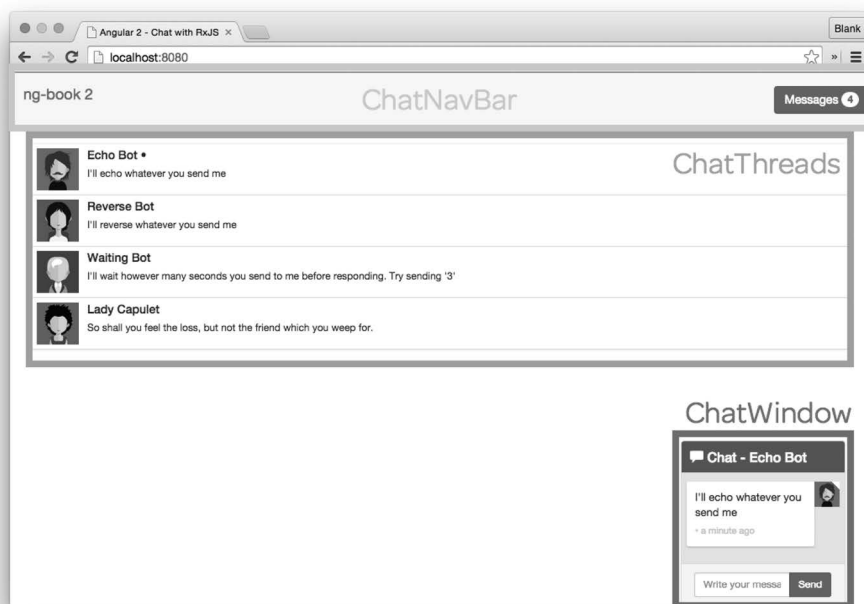 Angular 2 - Chat with RxJS ×
Blank
localhost:8080
»
ng-book 2
ChatNavBar
Messages 4
ChatThreads
Echo Bot •
I'll echo whatever you send me
Reverse Bot
I'll reverse whatever you send me
Waiting Bot
I'll wait however many seconds you send to me before responding. Try sending '3'
Lady Capulet
So shall you feel the loss, but not the friend which you weep for.
ChatWindow
Chat - Echo Bot
I'll echo whatever you
send me
• a minute ago
Write your messa
Send